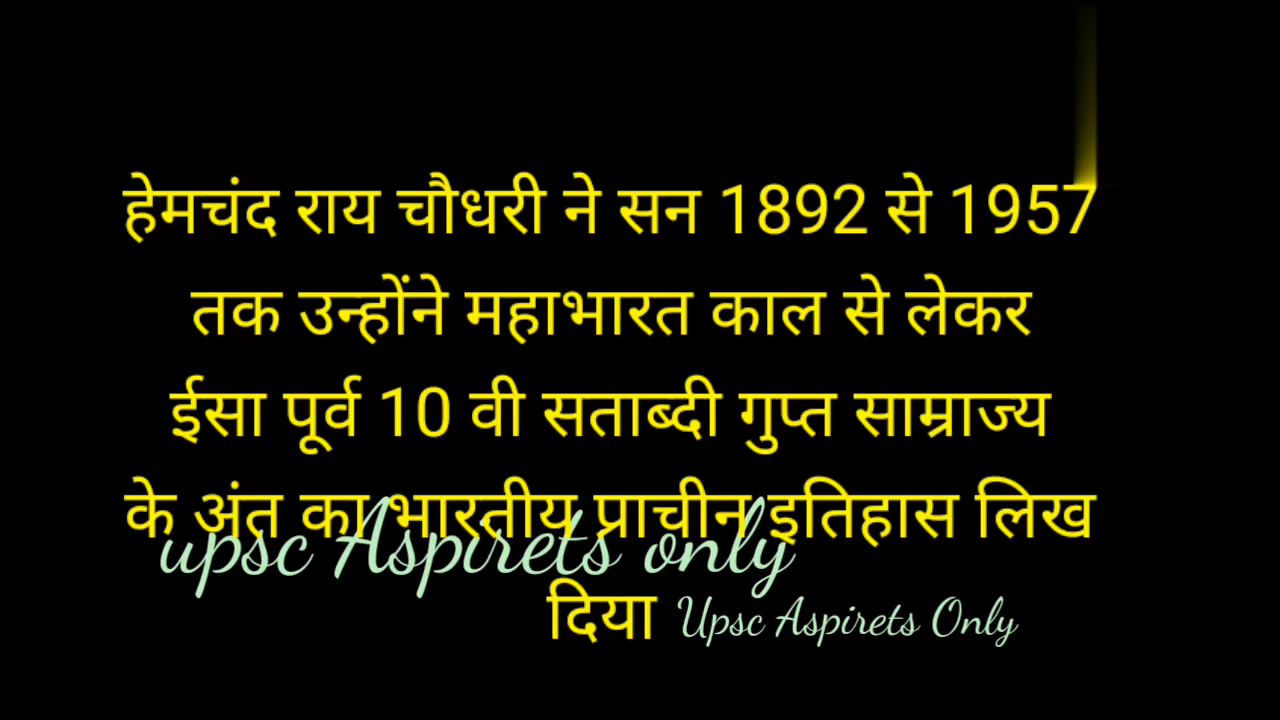 हेमचंद राय चौधरी ने सन 1892 से 1957
तक उन्होंने महाभारत काल से लेकर
ईसा पूर्व 10 वी सताब्दी गुप्त साम्राज्य
के अंत का भारतीय प्राचीन इतिहास लिख
upsc Aspirets only
दिया Upsc Aspirets Only